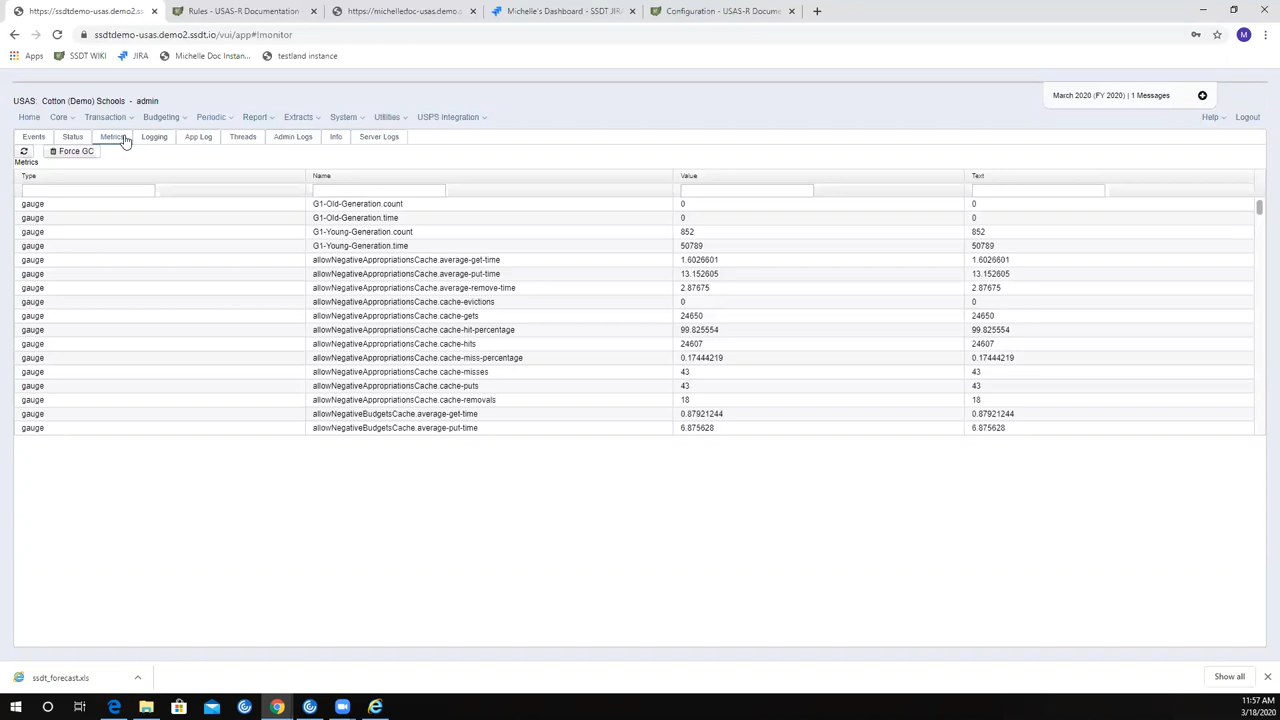 https://ssdtdemo-usas.demo2.ss
Rules - USAS-R Documentation -
https://michelledoc-usas.demo.s
Michelle's Dashboard - SSDT JIRA
Configuration - USAS-R Docume
ssdtdemo-usas.demo2.ssdt.io/vui/app#!monitor
M
Apps
SSDT WIKI
JIRA
Michelle Doc Instan...
testland instance
USAS: Cotton (Demo) Schools - admin
March 2020 (FY 2020) | 1 Messages
Home Core Transaction Budgeting Periodic Report Extracts System Utilities USPS Integration Help Logout
Events Status Metrics Logging App Log Threads Admin Logs Info Server Logs
Force GC
Metrics
Type Name Value Text
gauge G1-Old-Generation.count 0 0
gauge G1-Old-Generation.time 0 0
gauge G1-Young-Generation.count 852 852
gauge G1-Young-Generation.time 50789 50789
gauge allowNegativeAppropriationsCache.average-get-time 1.6026601 1.6026601
gauge allowNegativeAppropriationsCache.average-put-time 13.152605 13.152605
gauge allowNegativeAppropriationsCache.average-remove-time 2.87675 2.87675
gauge allowNegativeAppropriationsCache.cache-evictions 0 0
gauge allowNegativeAppropriationsCache.cache-gets 24650 24650
gauge allowNegativeAppropriationsCache.cache-hit-percentage 99.825554 99.825554
gauge allowNegativeAppropriationsCache.cache-hits 24607 24607
gauge allowNegativeAppropriationsCache.cache-miss-percentage 0.17444219 0.17444219
gauge allowNegativeAppropriationsCache.cache-misses 43 43
gauge allowNegativeAppropriationsCache.cache-puts 43 43
gauge allowNegativeAppropriationsCache.cache-removals 18 18
gauge allowNegativeBudgetsCache.average-get-time 0.87921244 0.87921244
gauge allowNegativeBudgetsCache.average-put-time 6.875628 6.875628
ssdt_forecast.xls
Show all
11:57 AM
3/18/2020